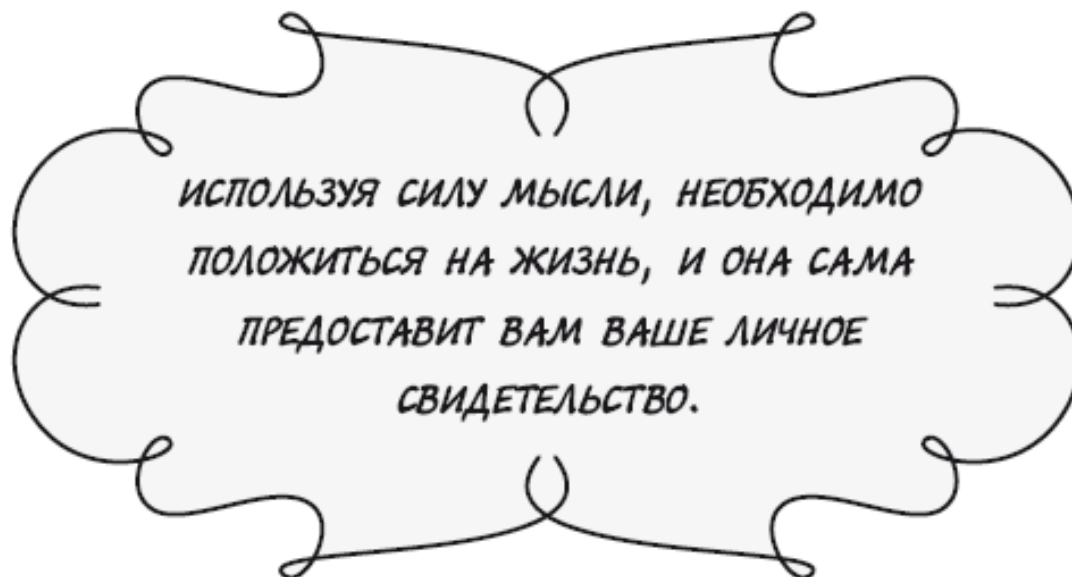 ИСПОЛЬЗУЯ СИЛУ МЫСЛИ, НЕОБХОДИМО
ПОЛОЖИТЬСЯ НА ЖИЗНЬ, И ОНА САМА
ПРЕДОСТАВИТ ВАМ ВАШЕ ЛИЧНОЕ
СВИДЕТЕЛЬСТВО.